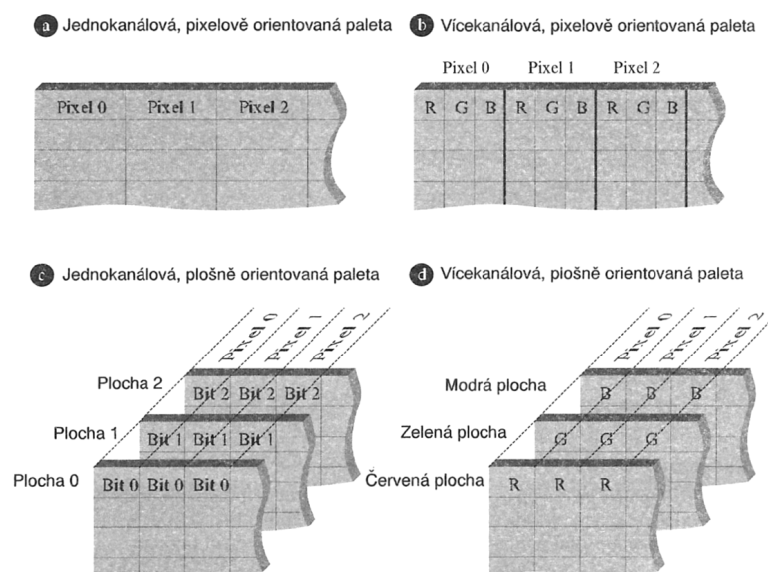 a Jednokanálová, pixelově orientovaná paleta
Pixel 0 Pixel 1 Pixel 2
b Vícekanálová, pixelově orientovaná paleta
Pixel 0 Pixel 1 Pixel 2
R G B R G B R G B
c Jednokanálová, plošně orientovaná paleta
Pixel 0 Pixel 1 Pixel 2
Plocha 2
Bit 2 Bit 2 Bit 2
Plocha 1
Bit 1 Bit 1 Bit 1
Plocha 0
Bit 0 Bit 0 Bit 0
d Vícekanálová, plošně orientovaná paleta
Pixel 0 Pixel 1 Pixel 2
Modrá plocha
B B B
Zelená plocha
G G G
Červená plocha
R R R